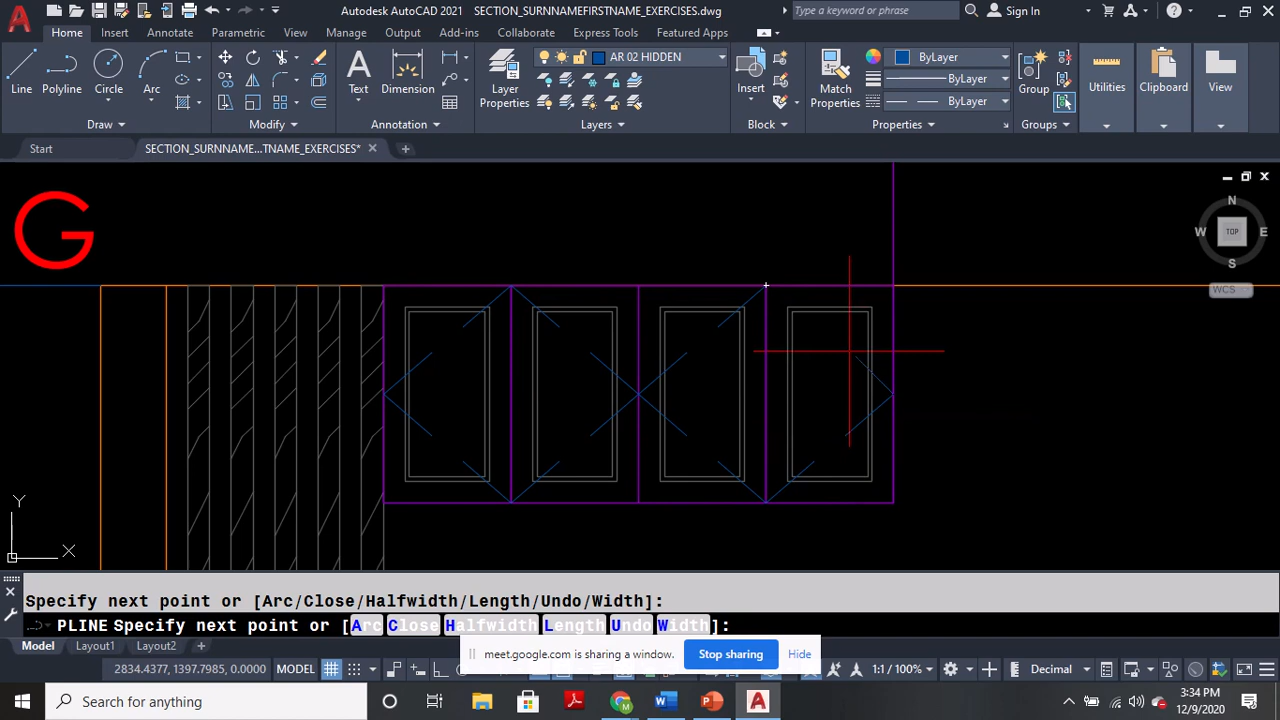 Autodesk AutoCAD 2021 SECTION_SURNNAMEFIRSTNAME_EXERCISES.dwg
Type a keyword or phrase
Sign In
Home Insert Annotate Parametric View Manage Output Add-ins Collaborate Express Tools Featured Apps
AR 02 HIDDEN
ByLayer
ByLayer
ByLayer
Line Polyline Circle Arc
Text Dimension
Layer Properties
Insert
Match Properties
Group
Utilities
Clipboard
View
Draw Modify Annotation Layers Block Properties Groups
Start SECTION_SURNNAME...TNAME_EXERCISES*
G
N
W TOP E
S
WCS
Y
X
Specify next point or [Arc/Close/Halfwidth/Length/Undo/Width]:
PLINE Specify next point or [Arc Close Halfwidth Length Undo Width]:
Model Layout1 Layout2
meet.google.com is sharing a window. Stop sharing Hide
2834.4377, 1397.7985, 0.0000 MODEL
1:1 / 100%
Decimal
Search for anything
3:34 PM
12/9/2020